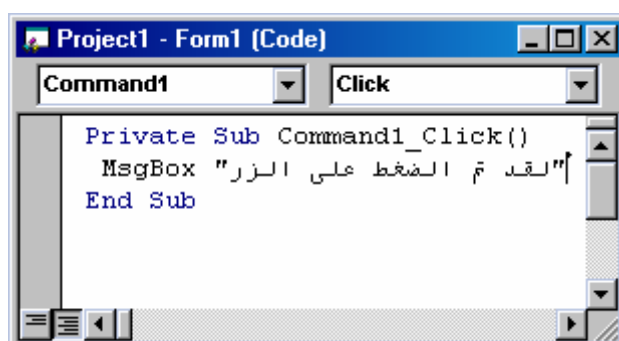 Project1 - Form1 (Code)
Command1 Click
Private Sub Command1_Click()
MsgBox "لقد تم الضغط على الزر"
End Sub